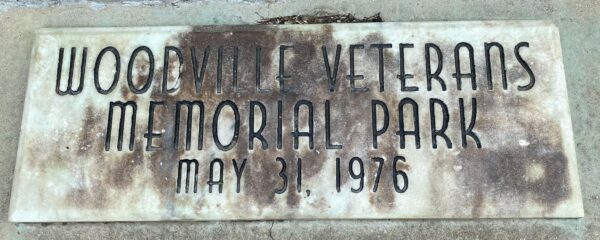 WOODVILLE VETERANS
MEMORIAL PARK
MAY 31, 1976